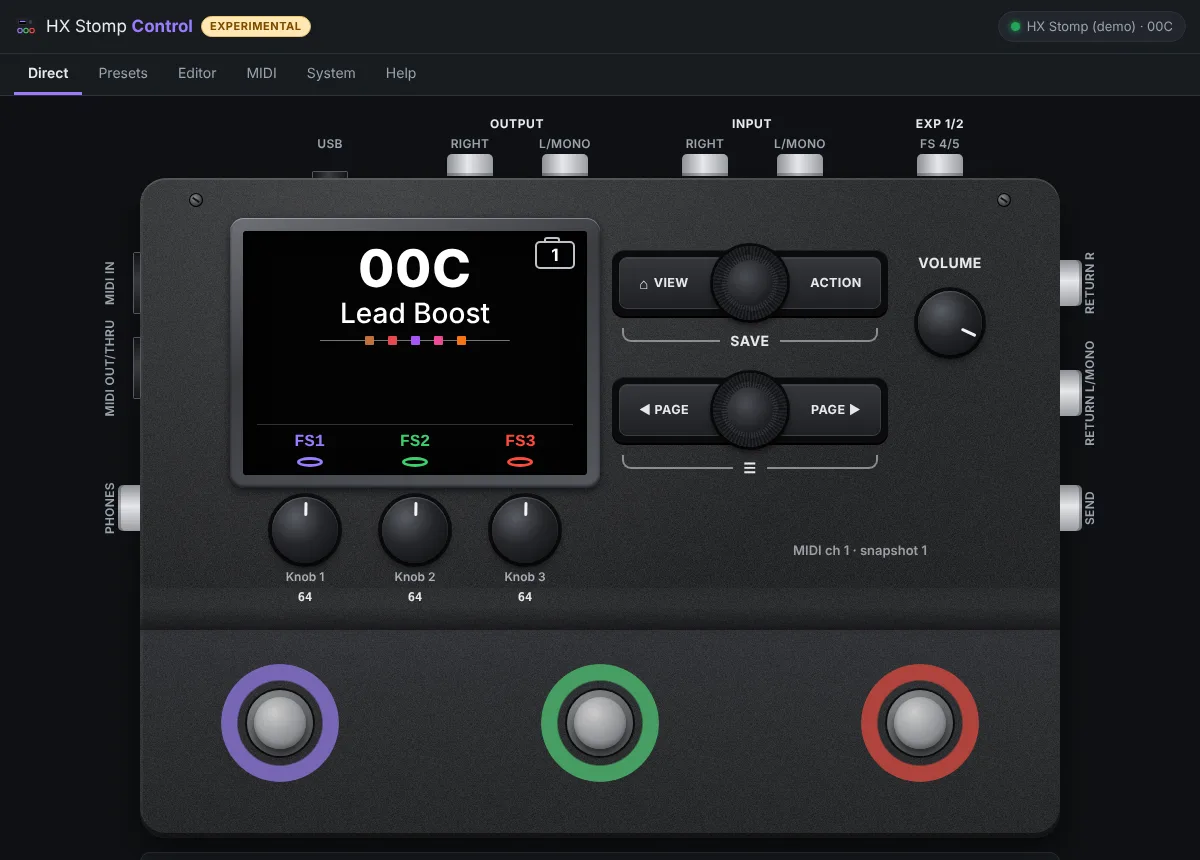 HX Stomp Control EXPERIMENTAL
HX Stomp (demo) · 00C
Direct Presets Editor MIDI System Help
OUTPUT INPUT EXP 1/2
USB RIGHT L/MONO RIGHT L/MONO FS 4/5
00C
1
Lead Boost
FS1 FS2 FS3
VIEW ACTION
SAVE
VOLUME
◀ PAGE PAGE ▶
☰
MIDI IN
MIDI OUT/THRU
PHONES
RETURN R
RETURN L/MONO
SEND
MIDI ch 1 · snapshot 1
Knob 1 Knob 2 Knob 3
64 64 64